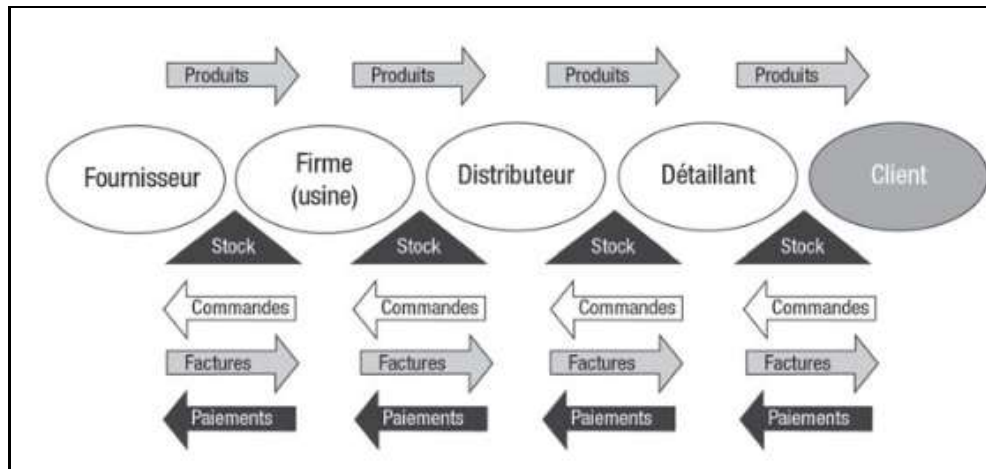 Produits Produits Produits Produits
Fournisseur Firme (usine) Distributeur Détaillant Client
Stock Stock Stock Stock
Commandes Commandes Commandes Commandes
Factures Factures Factures Factures
Paiements Paiements Paiements Paiements